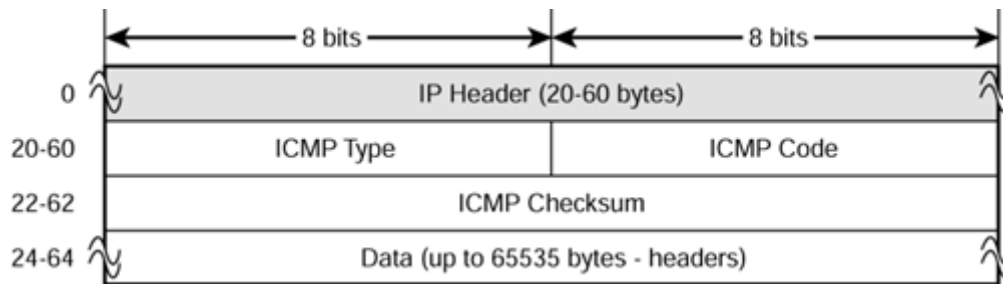 8 bits 8 bits
0 IP Header (20-60 bytes)
20-60 ICMP Type ICMP Code
22-62 ICMP Checksum
24-64 Data (up to 65535 bytes - headers)